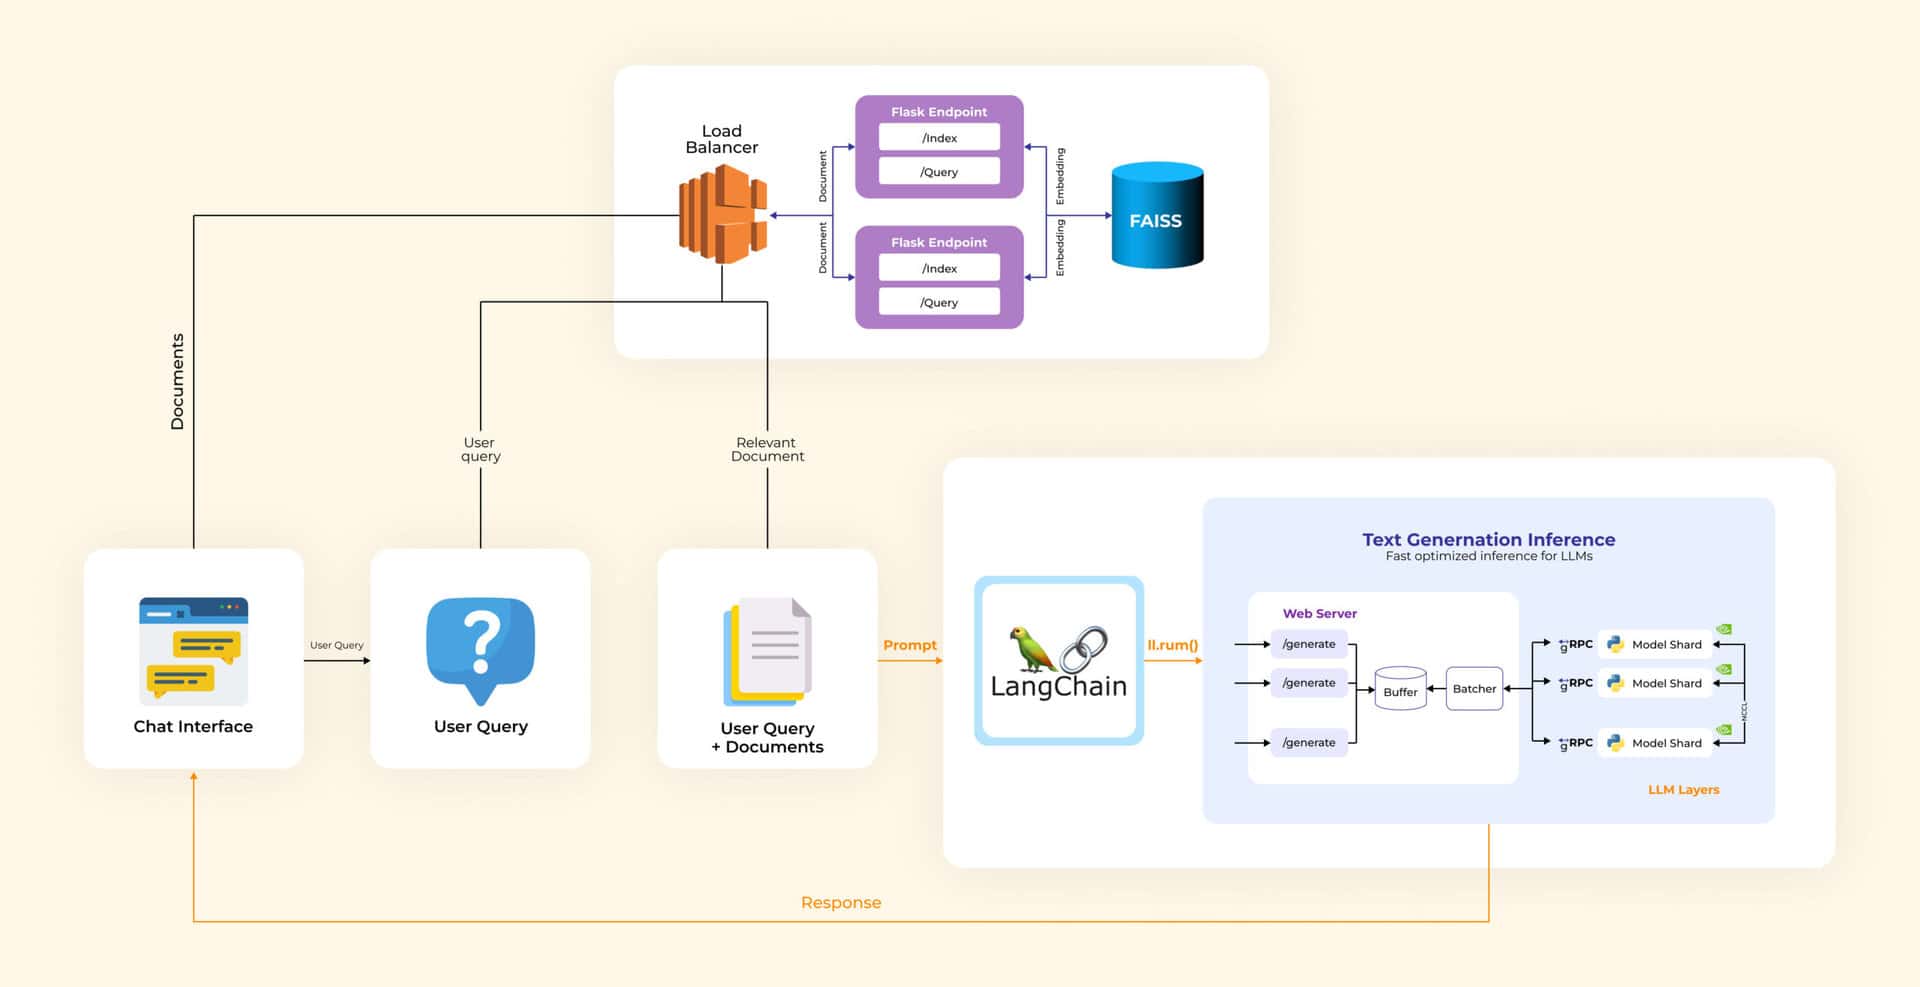 Load
Balancer
Flask Endpoint
/Index
/Query
Document
Embedding
Flask Endpoint
/Index
/Query
Document
Embedding
FAISS
Documents
User
query
Relevant
Document
Chat Interface
User Query
User Query
User Query
+ Documents
Prompt
LangChain
ll.rum()
Text Genernation Inference
Fast optimized inference for LLMs
Web Server
/generate
/generate
/generate
Buffer
Batcher
gRPC
Model Shard
gRPC
Model Shard
gRPC
Model Shard
NCCL
LLM Layers
Response